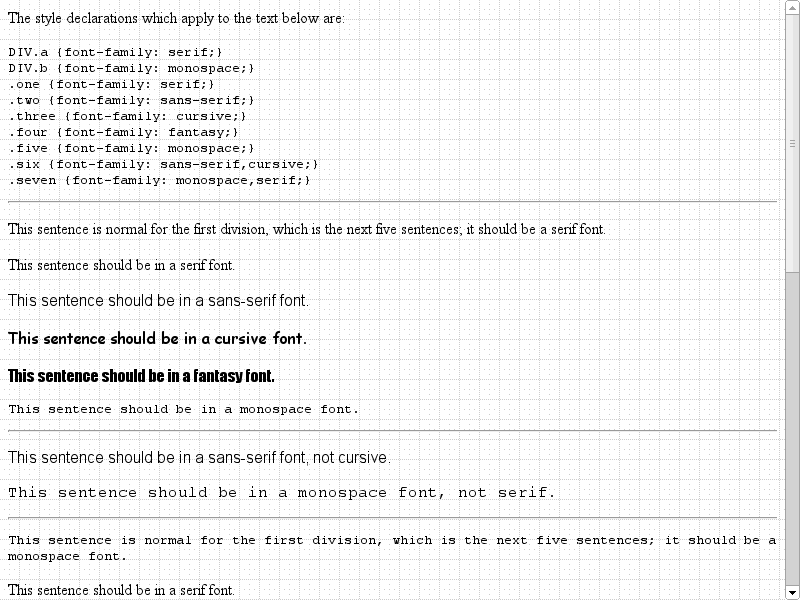 The style declarations which apply to the text below are:
DIV.a {font-family: serif;}
DIV.b {font-family: monospace;}
.one {font-family: serif;}
.two {font-family: sans-serif;}
.three {font-family: cursive;}
.four {font-family: fantasy;}
.five {font-family: monospace;}
.six {font-family: sans-serif,cursive;}
.seven {font-family: monospace,serif;}
This sentence is normal for the first division, which is the next five sentences; it should be a serif font.
This sentence should be in a serif font.
This sentence should be in a sans-serif font.
This sentence should be in a cursive font.
This sentence should be in a fantasy font.
This sentence should be in a monospace font.
This sentence should be in a sans-serif font, not cursive.
This sentence should be in a monospace font, not serif.
This sentence is normal for the first division, which is the next five sentences; it should be a
monospace font.
This sentence should be in a serif font.